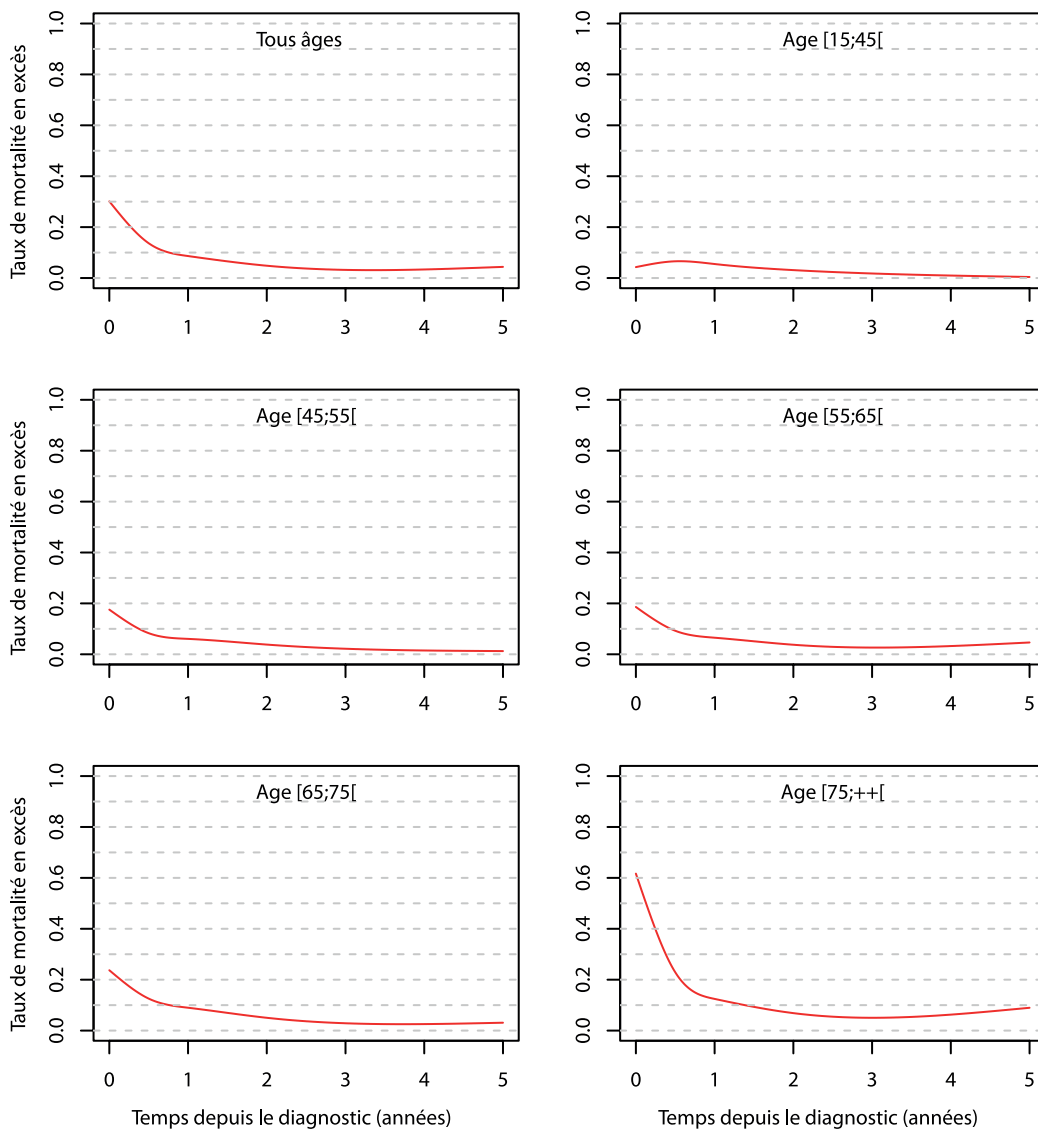 Tous âges
Taux de mortalité en excès
1.0
0.8
0.6
0.4
0.2
0.0
0 1 2 3 4 5
Age [15;45[
1.0
0.8
0.6
0.4
0.2
0.0
0 1 2 3 4 5
Age [45;55[
Taux de mortalité en excès
1.0
0.8
0.6
0.4
0.2
0.0
0 1 2 3 4 5
Age [55;65[
1.0
0.8
0.6
0.4
0.2
0.0
0 1 2 3 4 5
Age [65;75[
Taux de mortalité en excès
1.0
0.8
0.6
0.4
0.2
0.0
0 1 2 3 4 5
Temps depuis le diagnostic (années)
Age [75;++[
1.0
0.8
0.6
0.4
0.2
0.0
0 1 2 3 4 5
Temps depuis le diagnostic (années)